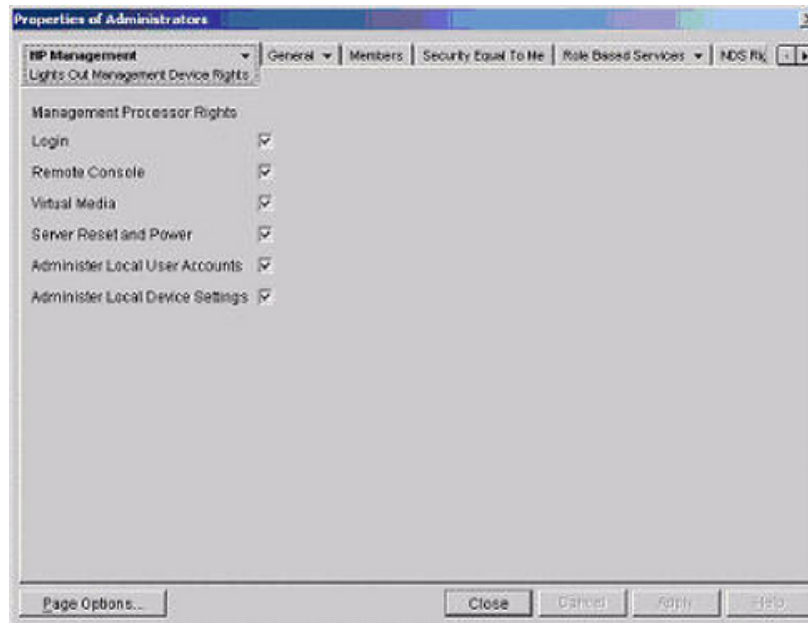 Properties of Administrators
HP Management
General
Members
Security Equal To Me
Role Based Services
NDS Rig
Lights Out Management Device Rights
Management Processor Rights
Login
Remote Console
Virtual Media
Server Reset and Power
Administer Local User Accounts
Administer Local Device Settings
Page Options...
Close
Cancel
Apply
Help